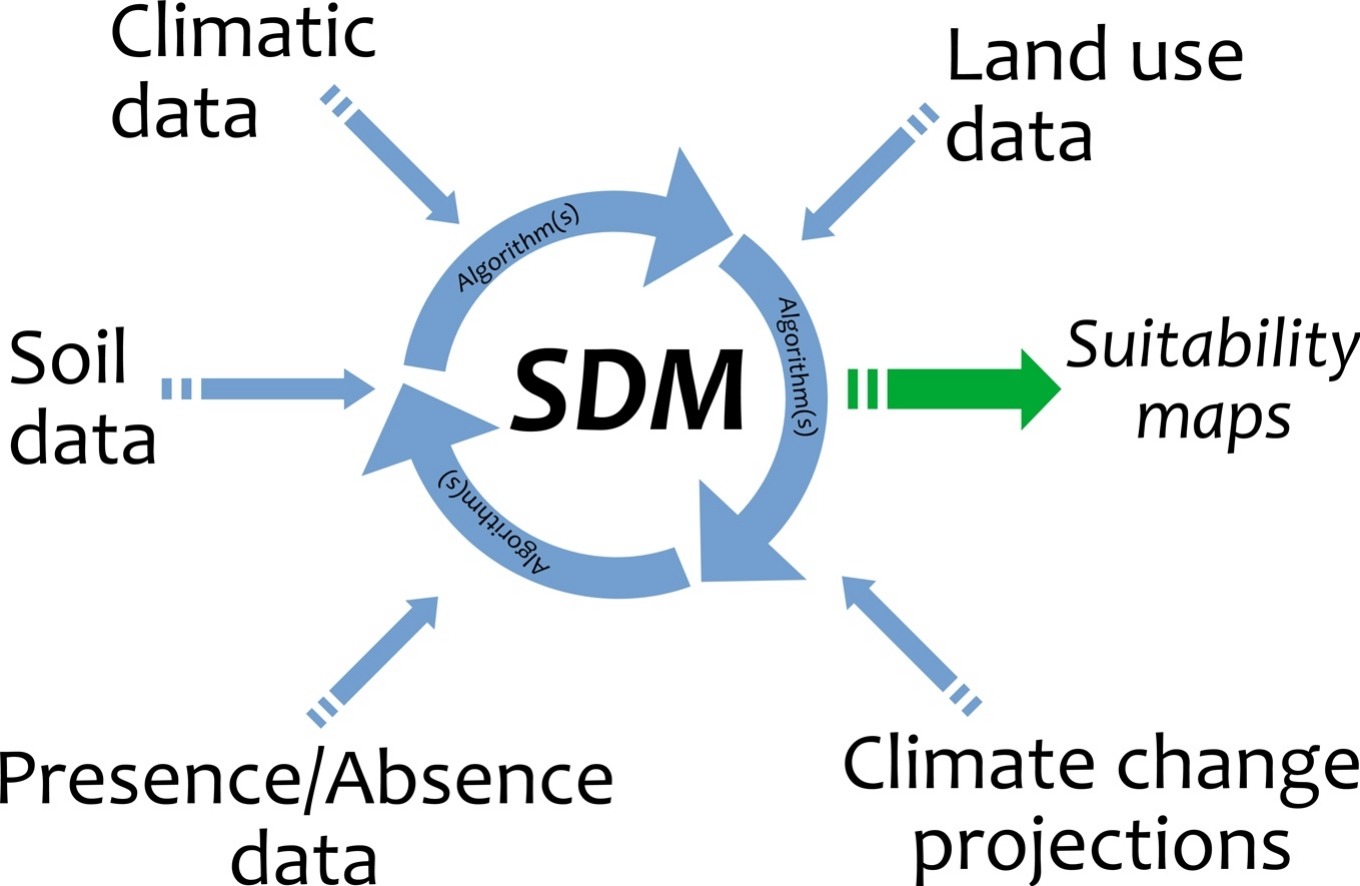 Climatic
data
Land use
data
Algorithm(s)
Algorithm(s)
Soil
data
SDM
Suitability
maps
Algorithm(s)
Presence/Absence
data
Climate change
projections